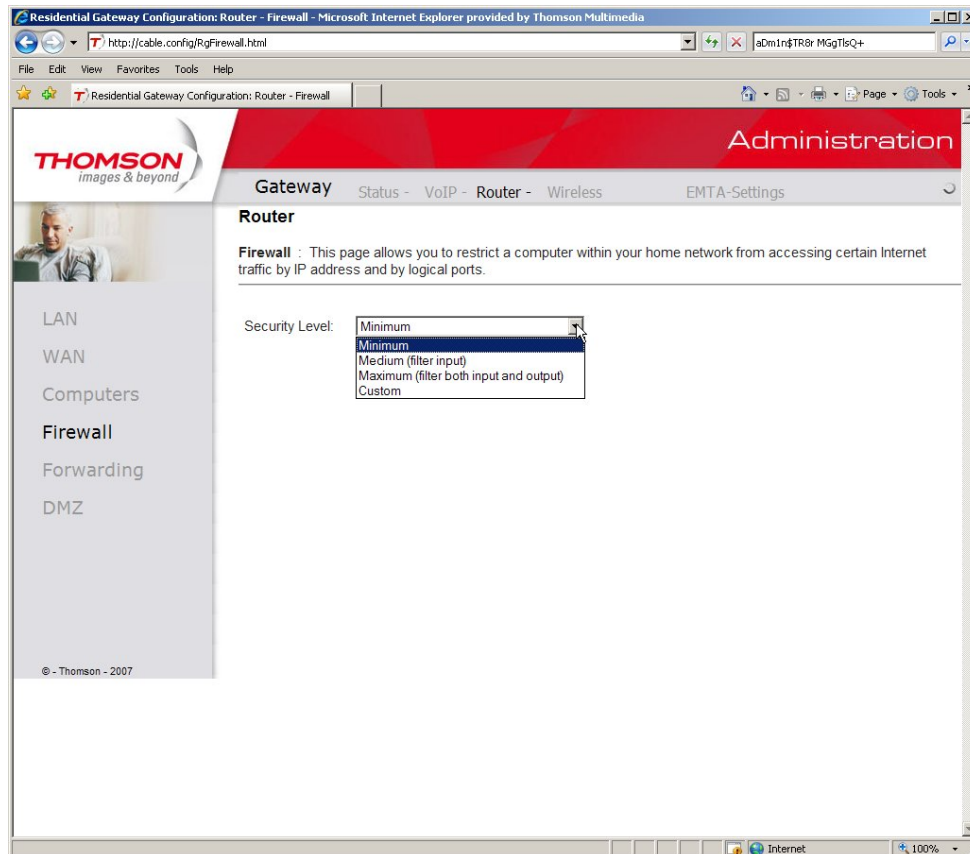 Residential Gateway Configuration: Router - Firewall - Microsoft Internet Explorer provided by Thomson Multimedia
http://cable.config/RgFirewall.html
aDm1n$TR8r MGgTlsQ+
File Edit View Favorites Tools Help
Residential Gateway Configuration: Router - Firewall
Page Tools
THOMSON
images & beyond
Administration
Gateway Status - VoIP - Router - Wireless EMTA-Settings
Router
Firewall : This page allows you to restrict a computer within your home network from accessing certain Internet
traffic by IP address and by logical ports.
LAN
WAN
Computers
Firewall
Forwarding
DMZ
Security Level: Minimum
Minimum
Medium (filter input)
Maximum (filter both input and output)
Custom
© - Thomson - 2007
Internet
100%